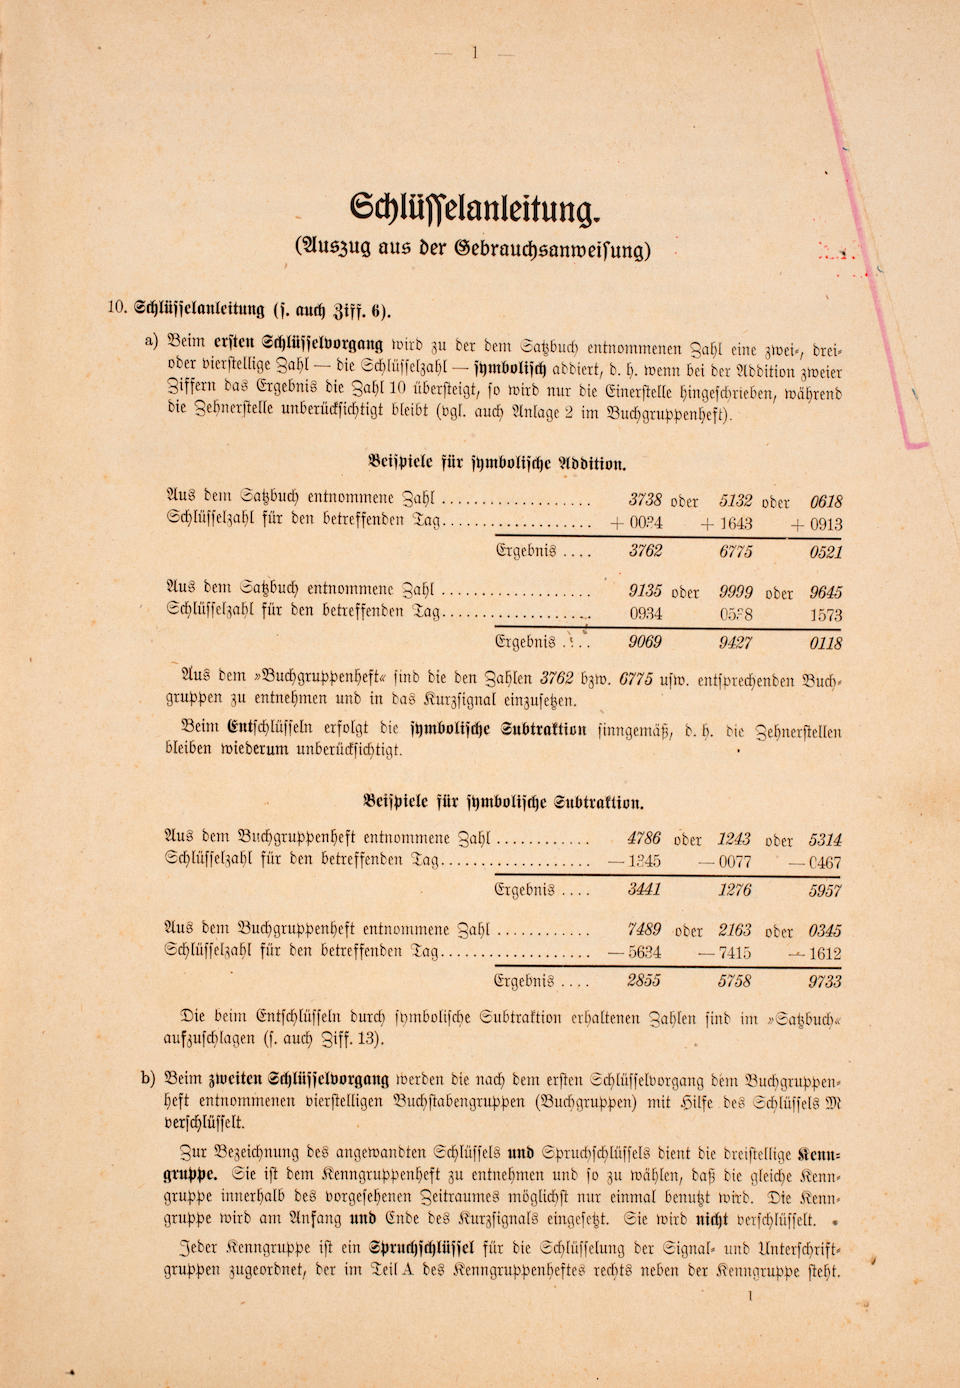 — 1 —
Schlüsselanleitung.
(Auszug aus der Gebrauchsanweisung)
10. Schlüsselanleitung (s. auch Ziff. 6).
a) Beim ersten Schlüsselvorgang wird zu der dem Satzbuch entnommenen Zahl eine zwei-, drei-
oder vierstellige Zahl — die Schlüsselzahl — symbolisch addiert, d. h. wenn bei der Addition zweier
Ziffern das Ergebnis die Zahl 10 übersteigt, so wird nur die Einerstelle hingeschrieben, während
die Zehnerstelle unberücksichtigt bleibt (vgl. auch Anlage 2 im Buchgruppenheft).
Beispiele für symbolische Addition.
Aus dem Satzbuch entnommene Zahl .................. 3738 oder 5132 oder 0618
Schlüsselzahl für den betreffenden Tag.................. + 0034 + 1643 + 0913
Ergebnis .... 3762 6775 0521
Aus dem Satzbuch entnommene Zahl .................. 9135 oder 9999 oder 9645
Schlüsselzahl für den betreffenden Tag.................. 0934 0538 1573
Ergebnis .... 9069 9427 0118
Aus dem »Buchgruppenheft« sind die den Zahlen 3762 bzw. 6775 usw. entsprechenden Buch-
gruppen zu entnehmen und in das Kurzsignal einzusetzen.
Beim Entschlüsseln erfolgt die symbolische Subtraktion sinngemäß, d. h. die Zehnerstellen
bleiben wiederum unberücksichtigt.
Beispiele für symbolische Subtraktion.
Aus dem Buchgruppenheft entnommene Zahl ........... 4786 oder 1243 oder 5314
Schlüsselzahl für den betreffenden Tag.................. — 1345 — 0077 — 0467
Ergebnis .... 3441 1276 5957
Aus dem Buchgruppenheft entnommene Zahl ........... 7489 oder 2163 oder 0345
Schlüsselzahl für den betreffenden Tag.................. — 5634 — 7415 — 1612
Ergebnis .... 2855 5758 9733
Die beim Entschlüsseln durch symbolische Subtraktion erhaltenen Zahlen sind im »Satzbuch«
aufzuschlagen (s. auch Ziff. 13).
b) Beim zweiten Schlüsselvorgang werden die nach dem ersten Schlüsselvorgang dem Buchgruppen-
heft entnommenen vierstelligen Buchstabengruppen (Buchgruppen) mit Hilfe des Schlüssels M
verschlüsselt.
Zur Bezeichnung des angewandten Schlüssels und Spruchschlüssels dient die dreistellige Kenn-
gruppe. Sie ist dem Kenngruppenheft zu entnehmen und so zu wählen, daß die gleiche Kenn-
gruppe innerhalb des vorgesehenen Zeitraumes möglichst nur einmal benutzt wird. Die Kenn-
gruppe wird am Anfang und Ende des Kurzsignals eingesetzt. Sie wird nicht verschlüsselt.
Jeder Kenngruppe ist ein Spruchschlüssel für die Schlüsselung der Signal- und Unterschrift-
gruppen zugeordnet, der im Teil A des Kenngruppenheftes rechts neben der Kenngruppe steht.
1